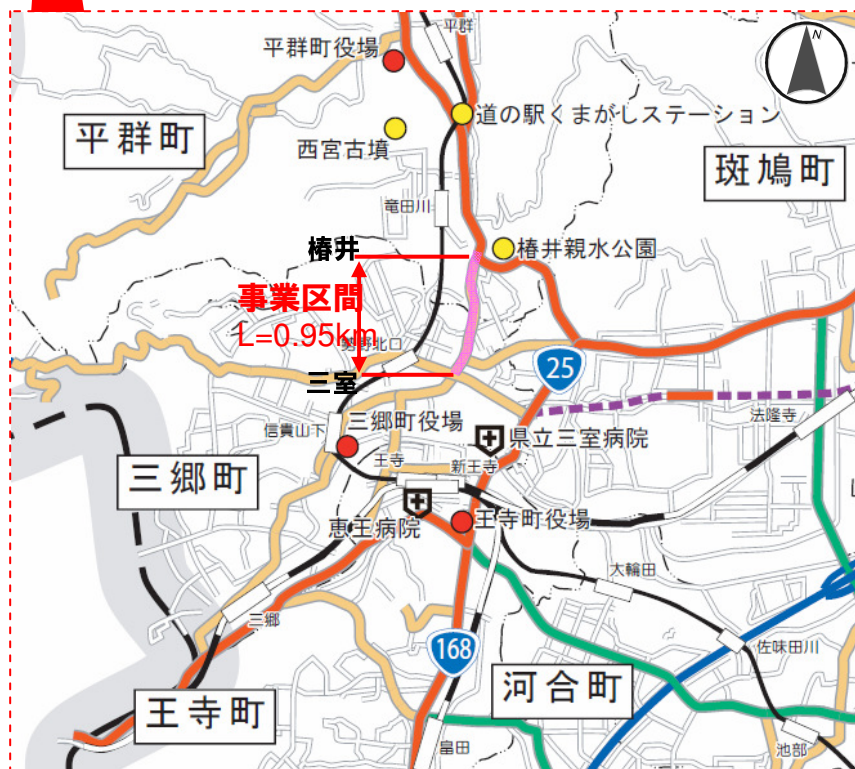 平群
平群町役場
N
道の駅くまがしステーション
平群町
西宮古墳
斑鳩町
竜田川
椿井
椿井親水公園
事業区間
L=0.95km
勢野北口
25
三室
法隆寺
信貴山下
三郷町役場
県立三室病院
王寺
新王寺
三郷町
恵王病院
王寺町役場
大輪田
三郷
168
佐味田川
河合町
王寺町
畠田
池部